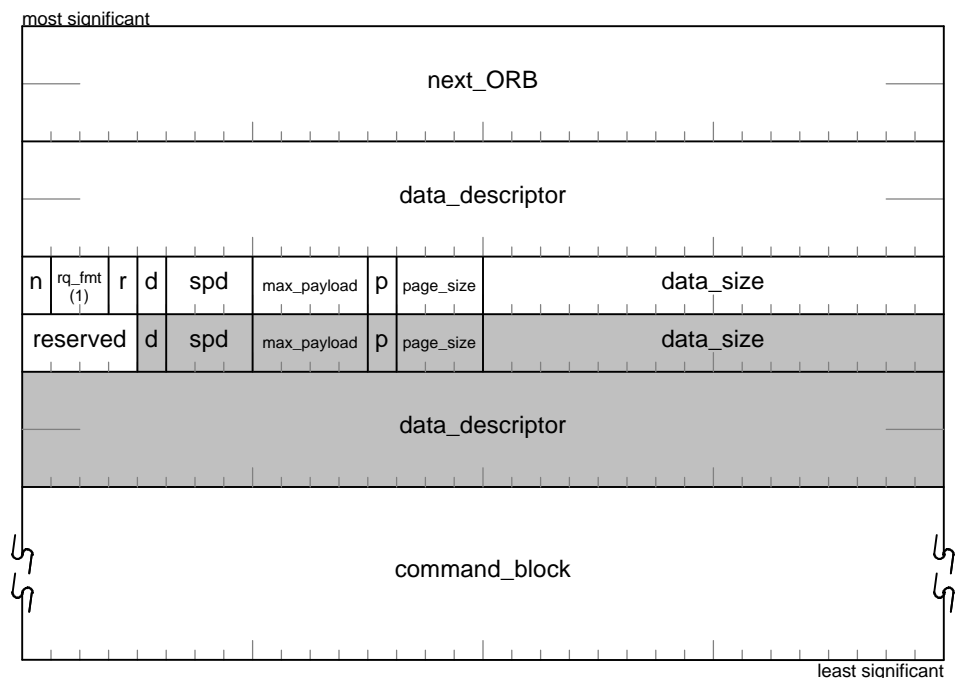 most significant
next_ORB
data_descriptor
n rq_fmt (1) r d spd max_payload p page_size data_size
reserved d spd max_payload p page_size data_size
data_descriptor
command_block
least significant